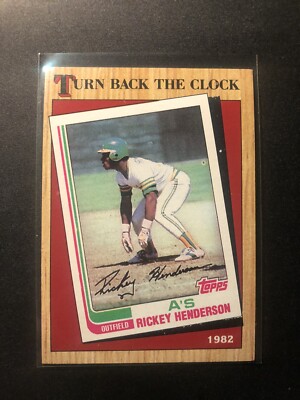 TURN BACK THE CLOCK
Rickey Henderson
topps
A'S
OUTFIELD RICKEY HENDERSON
1982